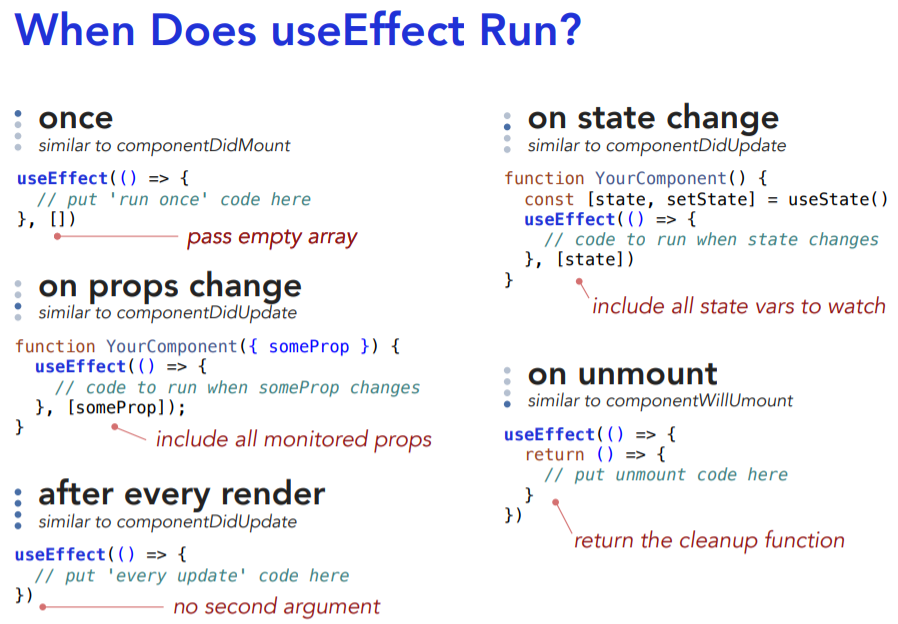 When Does useEffect Run?
once
similar to componentDidMount
useEffect(() => {
  // put 'run once' code here
}, [])
pass empty array
on props change
similar to componentDidUpdate
function YourComponent({ someProp }) {
  useEffect(() => {
    // code to run when someProp changes
  }, [someProp]);
}
include all monitored props
after every render
similar to componentDidUpdate
useEffect(() => {
  // put 'every update' code here
})
no second argument
on state change
similar to componentDidUpdate
function YourComponent() {
  const [state, setState] = useState()
  useEffect(() => {
    // code to run when state changes
  }, [state])
}
include all state vars to watch
on unmount
similar to componentWillUmount
useEffect(() => {
  return () => {
    // put unmount code here
  }
})
return the cleanup function